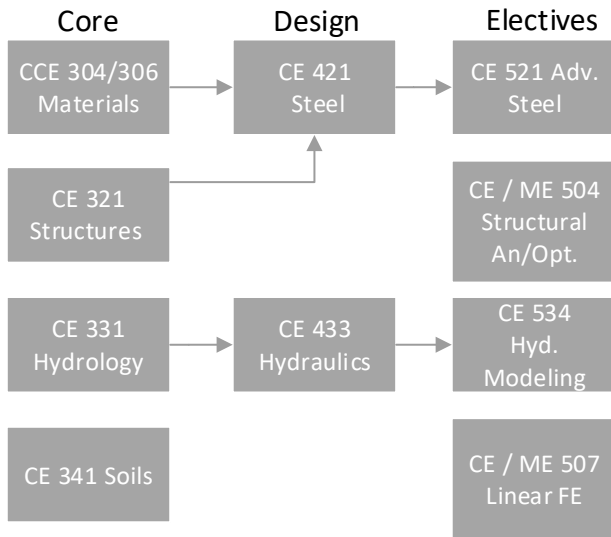 Core
Design
Electives
CCE 304/306
Materials
CE 421
Steel
CE 521 Adv.
Steel
CE 321
Structures
CE / ME 504
Structural
An/Opt.
CE 331
Hydrology
CE 433
Hydraulics
CE 534
Hyd.
Modeling
CE 341 Soils
CE / ME 507
Linear FE